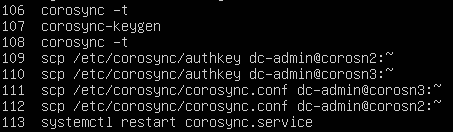 106 corosync -t
107 corosync-keygen
108 corosync -t
109 scp /etc/corosync/authkey dc-admin@corosn2:~
110 scp /etc/corosync/authkey dc-admin@corosn3:~
111 scp /etc/corosync/corosync.conf dc-admin@corosn3:~
112 scp /etc/corosync/corosync.conf dc-admin@corosn2:~
113 systemctl restart corosync.service